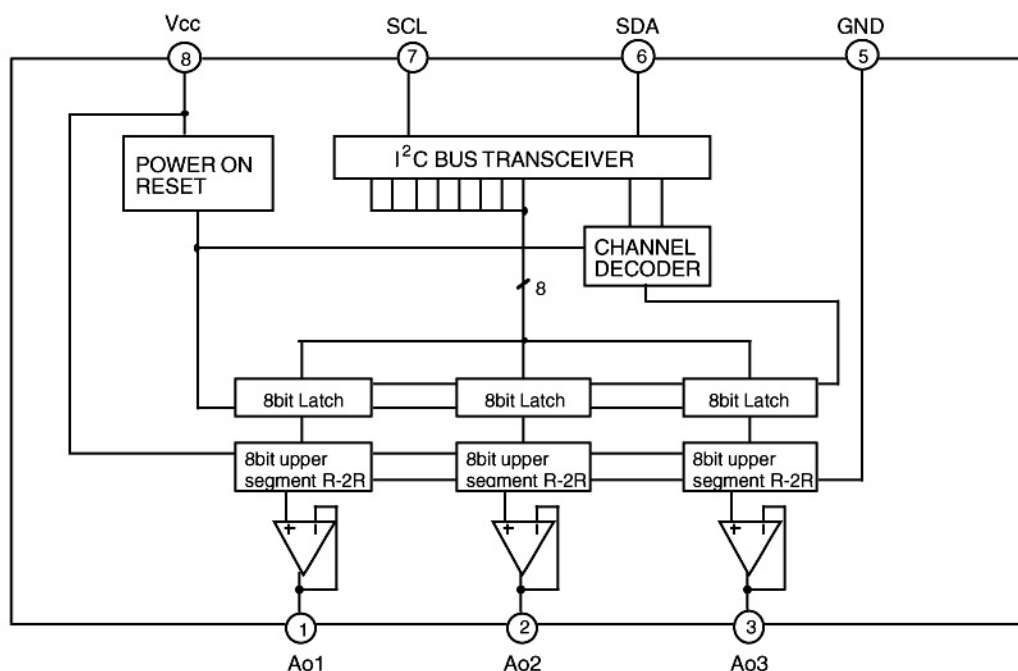 Vcc
SCL
SDA
GND
8
7
6
5
POWER ON
RESET
I²C BUS TRANSCEIVER
CHANNEL
DECODER
8
8bit Latch
8bit Latch
8bit Latch
8bit upper
segment R-2R
8bit upper
segment R-2R
8bit upper
segment R-2R
+ -
+ -
+ -
1
2
3
Ao1
Ao2
Ao3